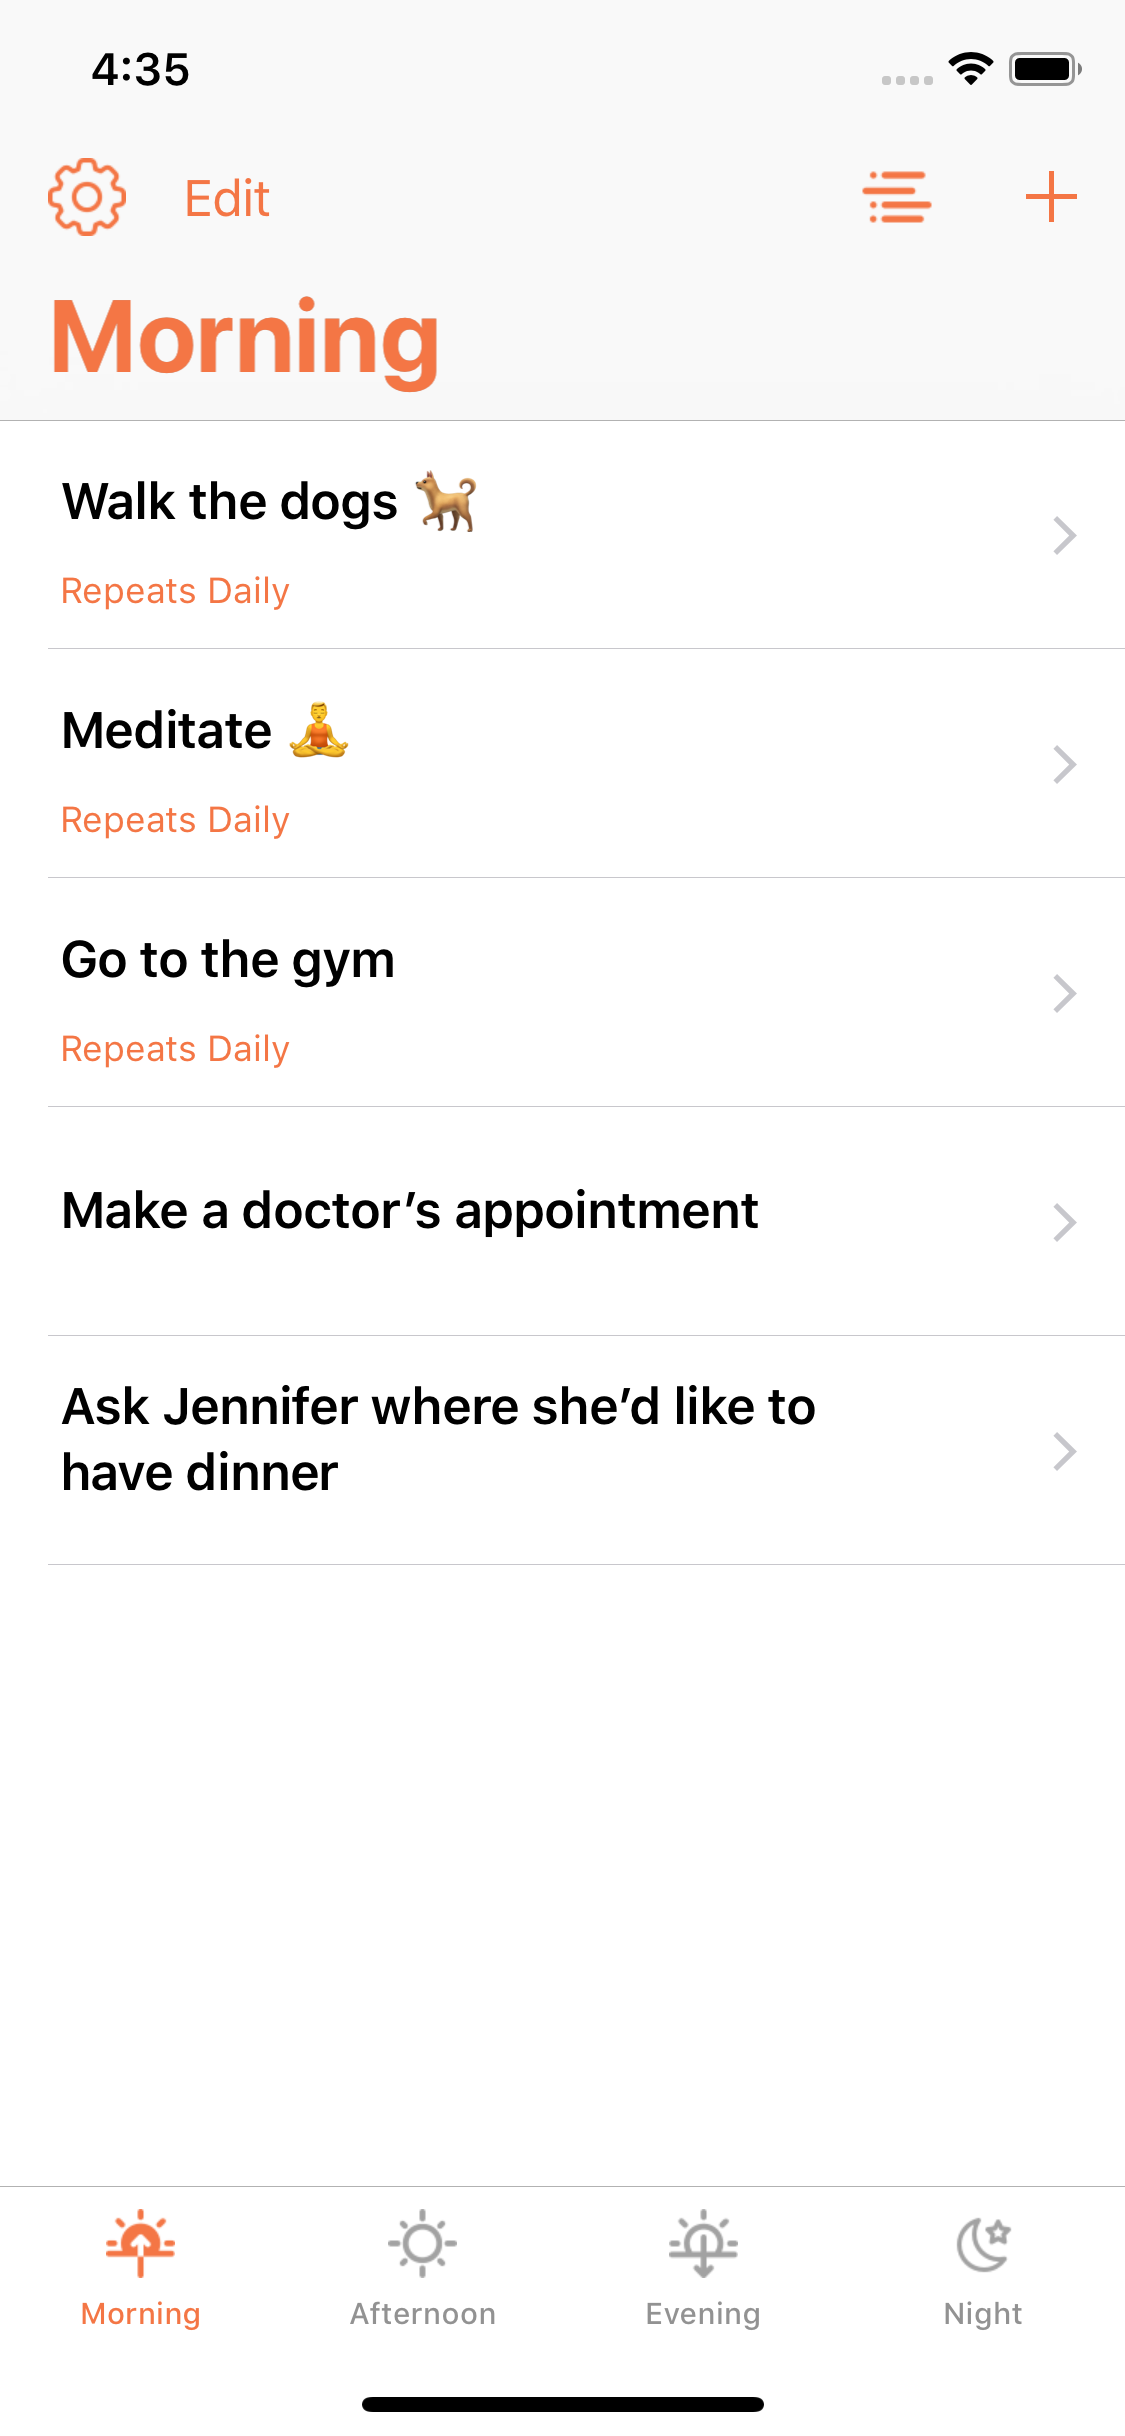 4:35
Edit
Morning
Walk the dogs 🐕
Repeats Daily
Meditate 🧘‍♂️
Repeats Daily
Go to the gym
Repeats Daily
Make a doctor’s appointment
Ask Jennifer where she’d like to
have dinner
Morning
Afternoon
Evening
Night